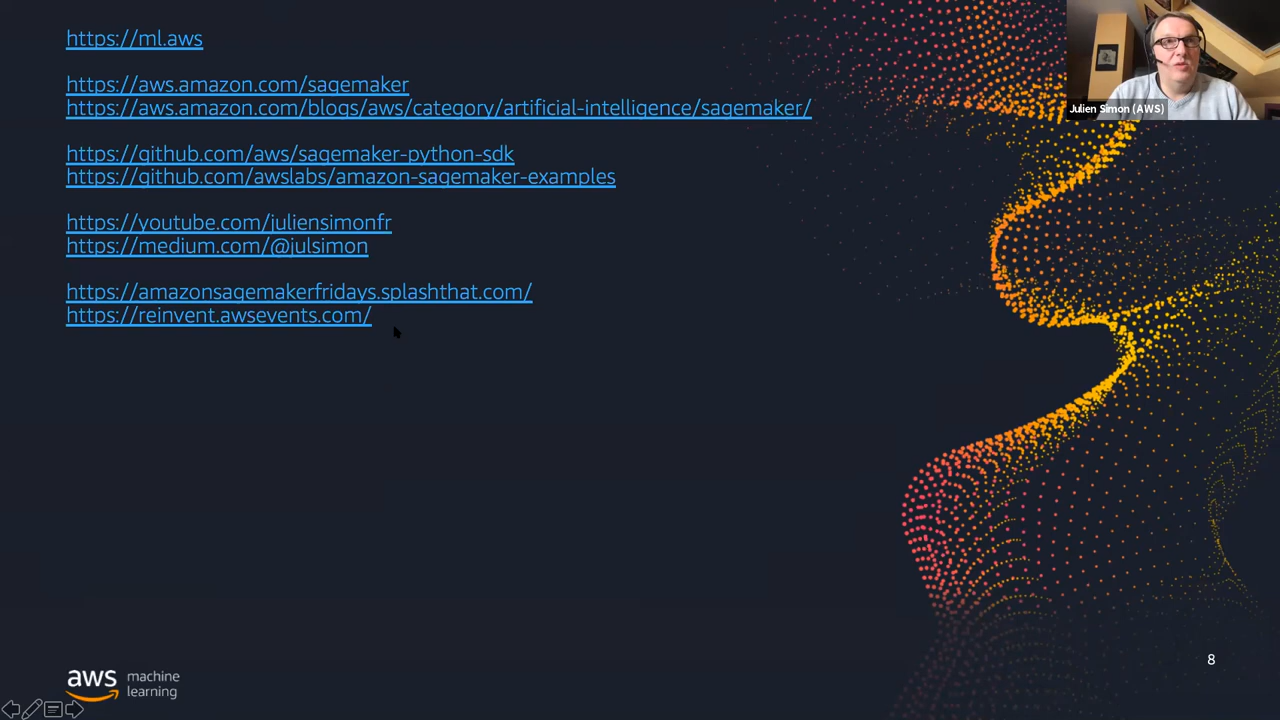 https://ml.aws
https://aws.amazon.com/sagemaker
https://aws.amazon.com/blogs/aws/category/artificial-intelligence/sagemaker/
https://github.com/aws/sagemaker-python-sdk
https://github.com/awslabs/amazon-sagemaker-examples
https://youtube.com/juliensimonfr
https://medium.com/@julsimon
https://amazonsagemakerfridays.splashthat.com/
https://reinvent.awsevents.com/
Julien Simon (AWS)
8
aws machine
learning